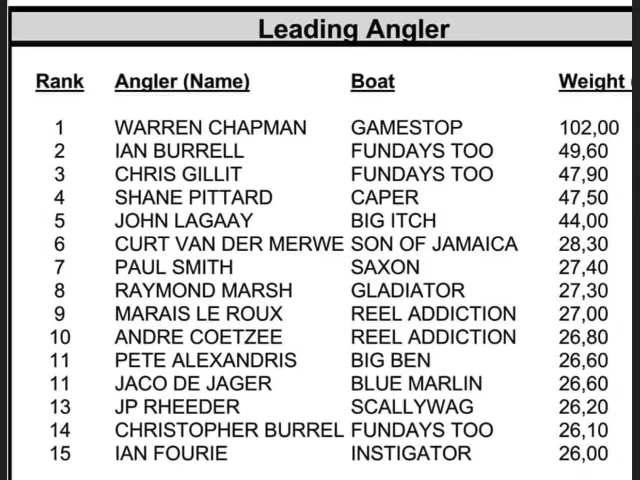 Leading Angler
Rank Angler (Name) Boat Weight
1 WARREN CHAPMAN GAMESTOP 102,00
2 IAN BURRELL FUNDAYS TOO 49,60
3 CHRIS GILLIT FUNDAYS TOO 47,90
4 SHANE PITTARD CAPER 47,50
5 JOHN LAGAAY BIG ITCH 44,00
6 CURT VAN DER MERWE SON OF JAMAICA 28,30
7 PAUL SMITH SAXON 27,40
8 RAYMOND MARSH GLADIATOR 27,30
9 MARAIS LE ROUX REEL ADDICTION 27,00
10 ANDRE COETZEE REEL ADDICTION 26,80
11 PETE ALEXANDRIS BIG BEN 26,60
11 JACO DE JAGER BLUE MARLIN 26,60
13 JP RHEEDER SCALLYWAG 26,20
14 CHRISTOPHER BURREL FUNDAYS TOO 26,10
15 IAN FOURIE INSTIGATOR 26,00